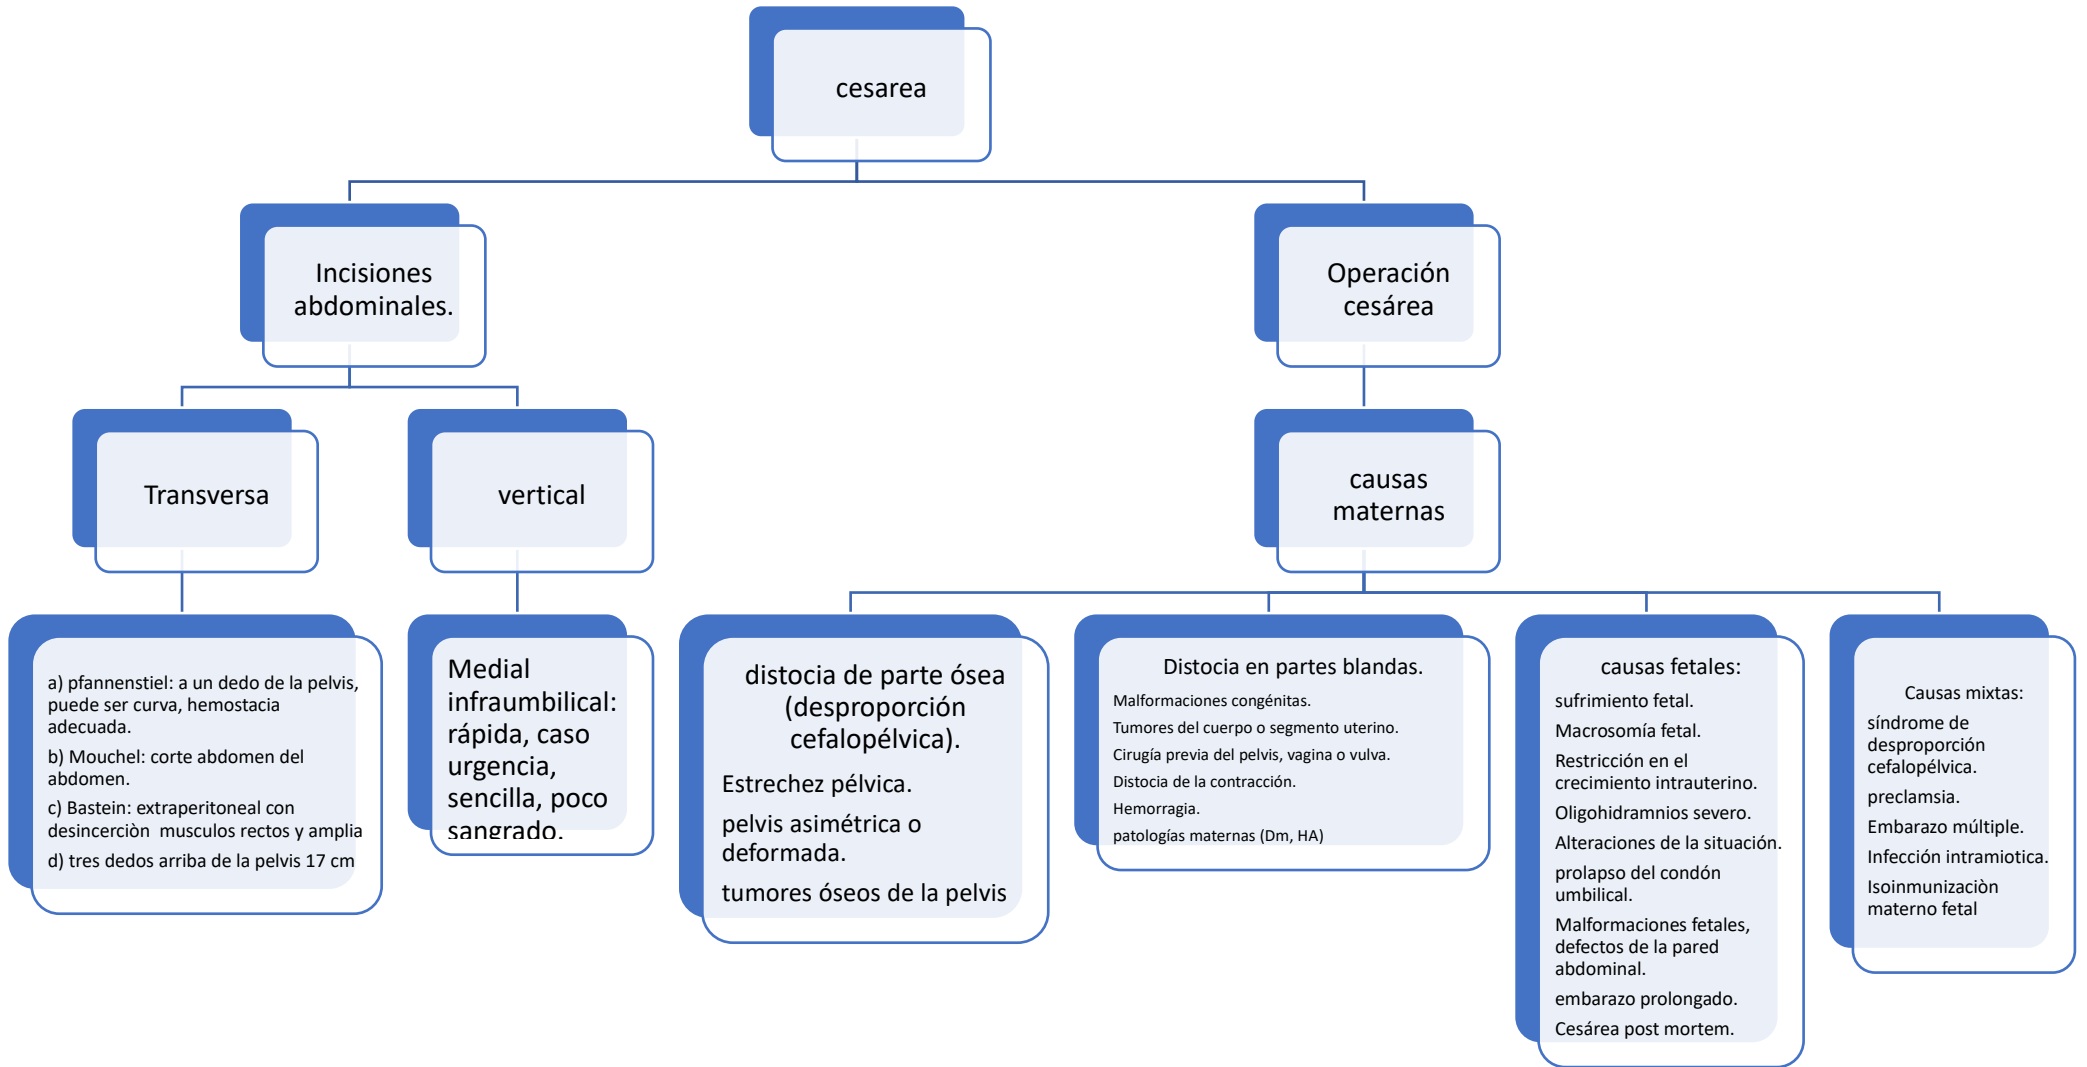 cesarea
Incisiones
abdominales.
Operación
cesárea
Transversa
vertical
causas
maternas
a) pfannenstiel: a un dedo de la pelvis,
puede ser curva, hemostacia
adecuada.
b) Mouchel: corte abdomen del
abdomen.
c) Bastein: extraperitoneal con
desincerciòn musculos rectos y amplia
d) tres dedos arriba de la pelvis 17 cm
Medial
infraumbilical:
rápida, caso
urgencia,
sencilla, poco
sangrado.
distocia de parte ósea
(desproporción
cefalopélvica).
Estrechez pélvica.
pelvis asimétrica o
deformada.
tumores óseos de la pelvis
Distocia en partes blandas.
Malformaciones congénitas.
Tumores del cuerpo o segmento uterino.
Cirugía previa del pelvis, vagina o vulva.
Distocia de la contracción.
Hemorragia.
patologías maternas (Dm, HA)
causas fetales:
sufrimiento fetal.
Macrosomía fetal.
Restricción en el
crecimiento intrauterino.
Oligohidramnios severo.
Alteraciones de la situación.
prolapso del condón
umbilical.
Malformaciones fetales,
defectos de la pared
abdominal.
embarazo prolongado.
Cesárea post mortem.
Causas mixtas:
síndrome de
desproporción
cefalopélvica.
preclamsia.
Embarazo múltiple.
Infección intramiotica.
Isoinmunizaciòn
materno fetal